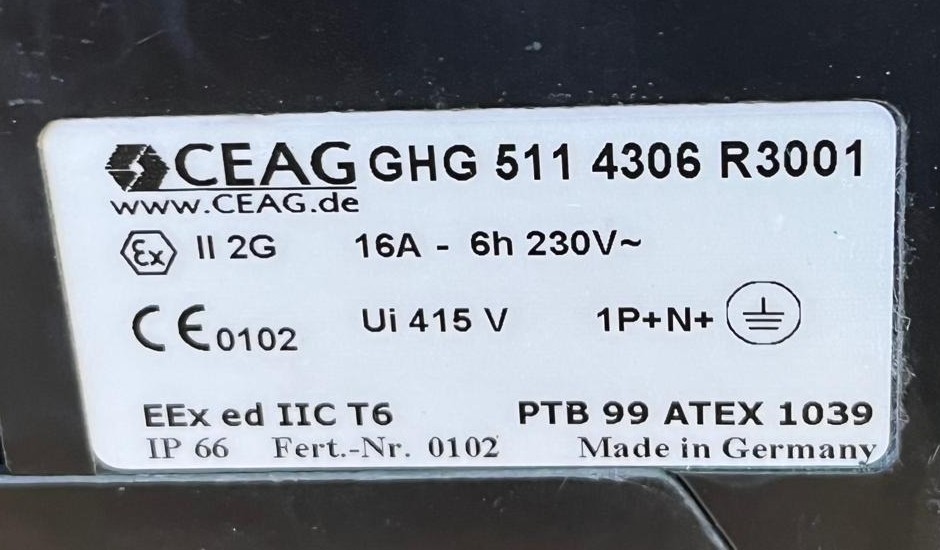 CEAG GHG 511 4306 R3001
www.CEAG.de
Ex II 2G 16A - 6h 230V~
CE 0102 Ui 415 V 1P+N+
EEx ed IIC T6 PTB 99 ATEX 1039
IP 66 Fert.-Nr. 0102 Made in Germany